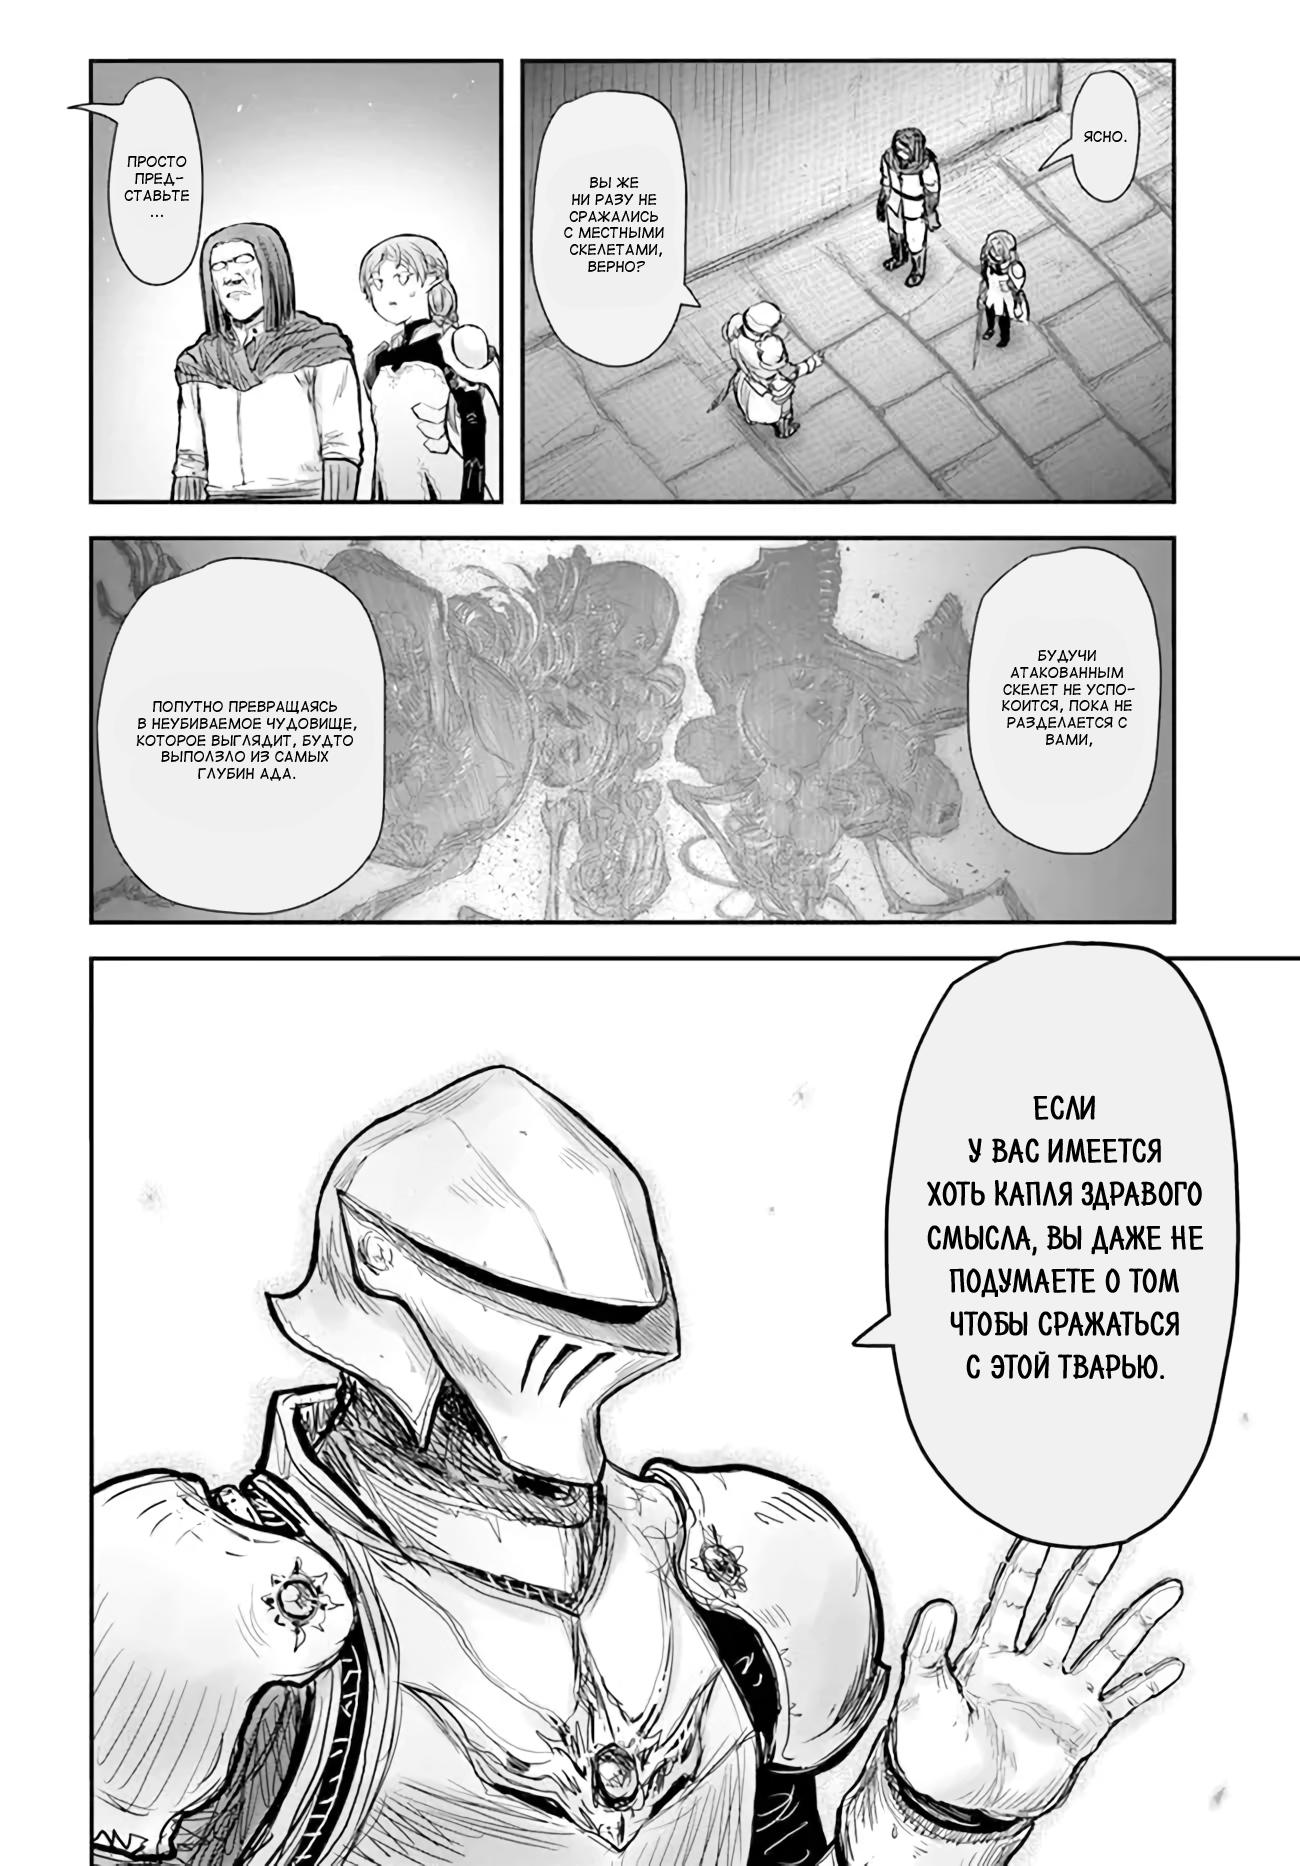 ЯСНО.
ВЫ ЖЕ
НИ РАЗУ НЕ
СРАЖАЛИСЬ
С МЕСТНЫМИ
СКЕЛЕТАМИ,
ВЕРНО?
ПРОСТО
ПРЕД-
СТАВЬТЕ
...
БУДУЧИ
АТАКОВАННЫМ
СКЕЛЕТ НЕ УСПО-
КОИТСЯ, ПОКА НЕ
РАЗДЕЛАЕТСЯ С
ВАМИ,
ПОПУТНО ПРЕВРАЩАЯСЬ
В НЕУБИВАЕМОЕ ЧУДОВИЩЕ,
КОТОРОЕ ВЫГЛЯДИТ, БУДТО
ВЫПОЛЗЛО ИЗ САМЫХ
ГЛУБИН АДА.
ЕСЛИ
У ВАС ИМЕЕТСЯ
ХОТЬ КАПЛЯ ЗДРАВОГО
СМЫСЛА, ВЫ ДАЖЕ НЕ
ПОДУМАЕТЕ О ТОМ
ЧТОБЫ СРАЖАТЬСЯ
С ЭТОЙ ТВАРЬЮ.